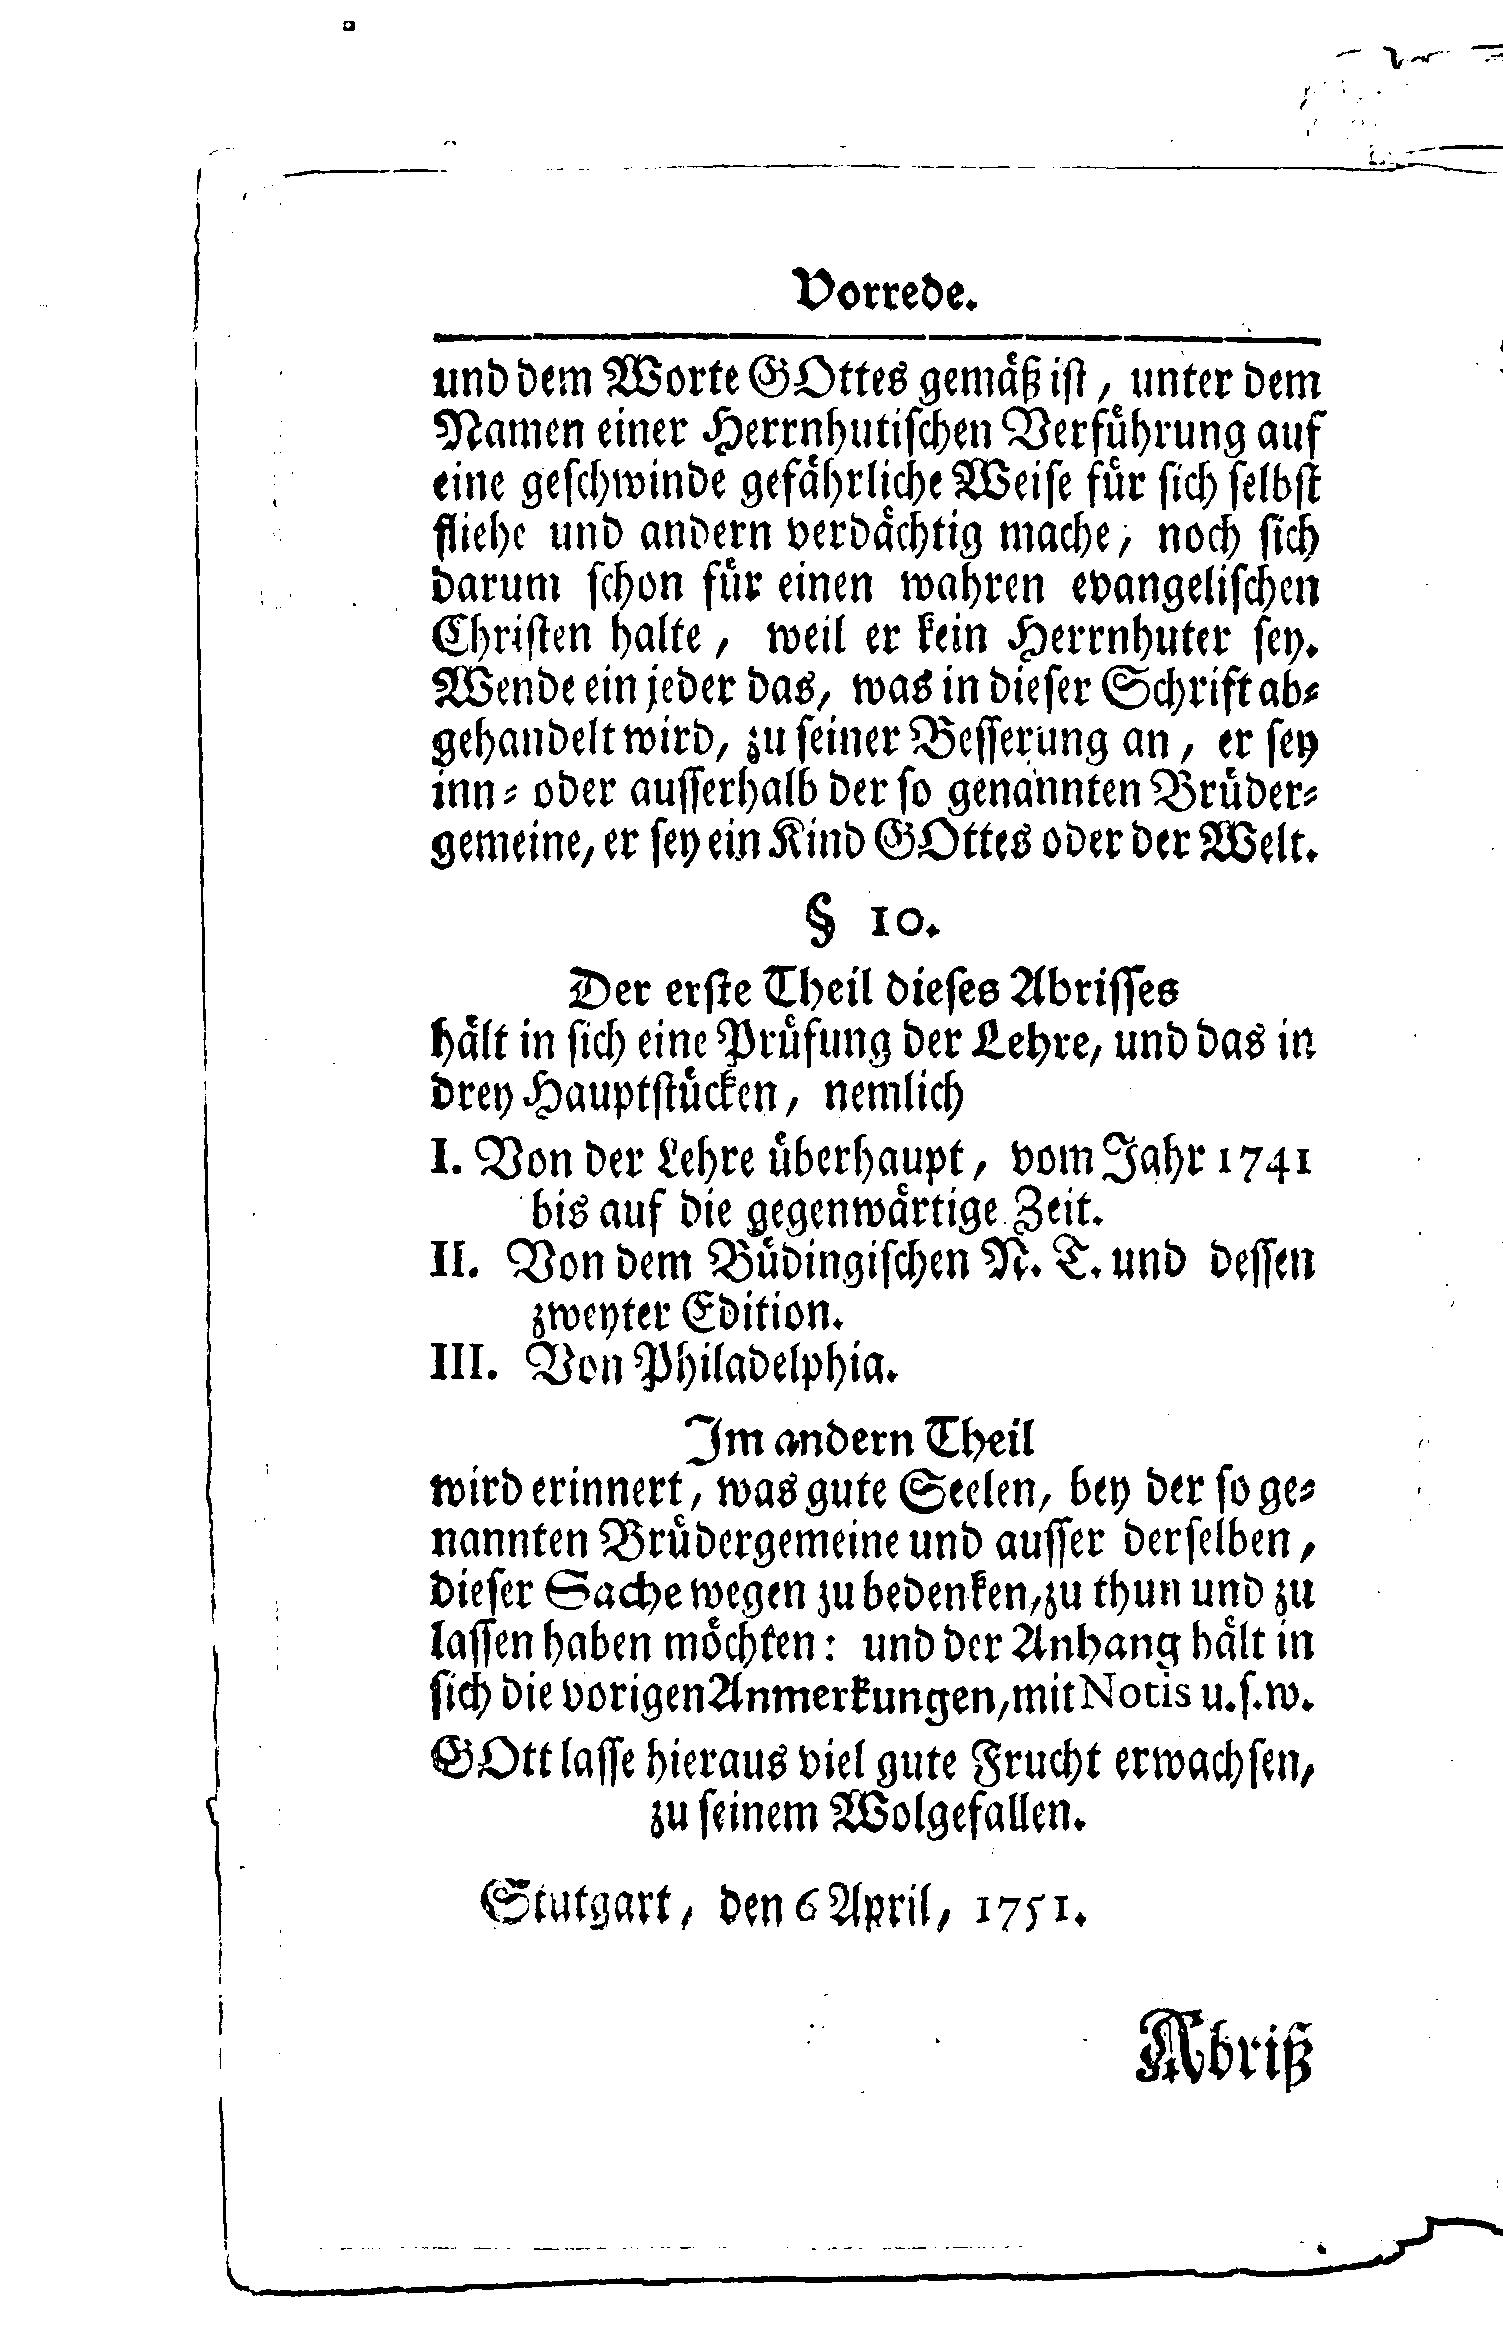 Vorrede.
und dem Worte GOttes gemäß ist, unter dem
Namen einer Herrnhutischen Verführung auf
eine geschwinde gefährliche Weise für sich selbst
fliehe und andern verdächtig mache, noch sich
darum schon für einen wahren evangelischen
Christen halte, weil er kein Herrnhuter sey.
Wende ein jeder das, was in dieser Schrift ab-
gehandelt wird, zu seiner Besserung an, er sey
inn- oder ausserhalb der so genannten Brüder-
gemeine, er sey ein Kind GOttes oder der Welt.
§ 10.
Der erste Theil dieses Abrisses
hält in sich eine Prüfung der Lehre, und das in
drey Hauptstücken, nemlich
I. Von der Lehre überhaupt, vom Jahr 1741
bis auf die gegenwärtige Zeit.
II. Von dem Büdingischen N. T. und dessen
zweyter Edition.
III. Von Philadelphia.
Im andern Theil
wird erinnert, was gute Seelen, bey der so ge-
nannten Brüdergemeine und ausser derselben,
dieser Sache wegen zu bedenken, zu thun und zu
lassen haben möchten: und der Anhang hält in
sich die vorigen Anmerkungen, mit Notis u.s.w.
GOtt lasse hieraus viel gute Frucht erwachsen,
zu seinem Wolgefallen.
Stutgart, den 6 April, 1751.
Abriß